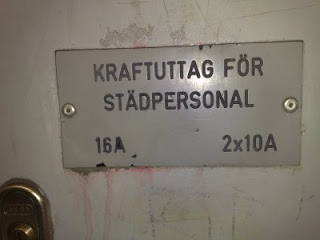 KRAFTUTTAG FÖR
STÄDPERSONAL
16A 2x10A